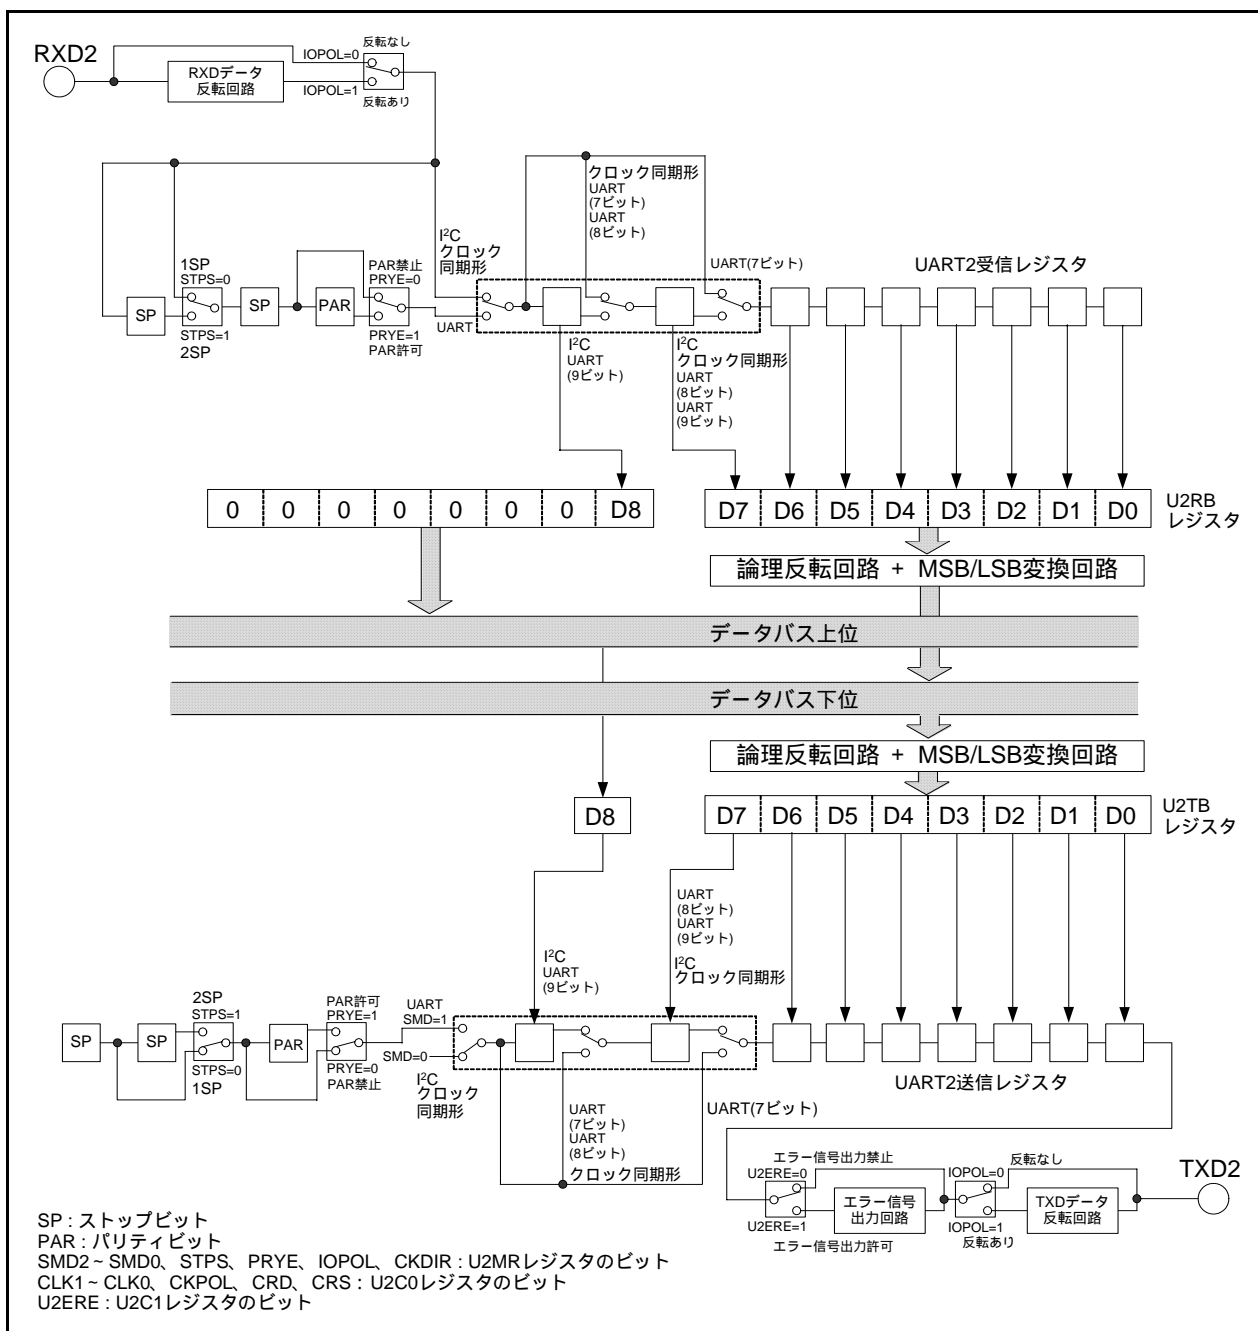 RXD2
RXDデータ
反転回路
IOPOL=0
反転なし
IOPOL=1
反転あり
クロック同期形
UART
(7ビット)
UART
(8ビット)
I²C
クロック
同期形
UART(7ビット)
UART2受信レジスタ
1SP
STPS=0
SP
STPS=1
2SP
SP
PAR禁止
PRYE=0
PAR
PRYE=1
PAR許可
UART
I²C
UART
(9ビット)
I²C
クロック同期形
UART
(8ビット)
UART
(9ビット)
0 0 0 0 0 0 0 D8
D7 D6 D5 D4 D3 D2 D1 D0
U2RB
レジスタ
論理反転回路 + MSB/LSB変換回路
データバス上位
データバス下位
論理反転回路 + MSB/LSB変換回路
D8
D7 D6 D5 D4 D3 D2 D1 D0
U2TB
レジスタ
UART
(8ビット)
UART
(9ビット)
I²C
クロック同期形
I²C
UART
(9ビット)
SP
SP
2SP
STPS=1
STPS=0
1SP
PAR
PAR許可
PRYE=1
PRYE=0
PAR禁止
UART
SMD=1
SMD=0
I²C
クロック
同期形
UART
(7ビット)
UART
(8ビット)
クロック同期形
UART(7ビット)
UART2送信レジスタ
エラー信号出力禁止
U2ERE=0
U2ERE=1
エラー信号出力許可
エラー信号
出力回路
IOPOL=0
反転なし
IOPOL=1
反転あり
TXDデータ
反転回路
TXD2
SP : ストップビット
PAR : パリティビット
SMD2~SMD0、STPS、PRYE、IOPOL、CKDIR : U2MRレジスタのビット
CLK1~CLK0、CKPOL、CRD、CRS : U2C0レジスタのビット
U2ERE : U2C1レジスタのビット